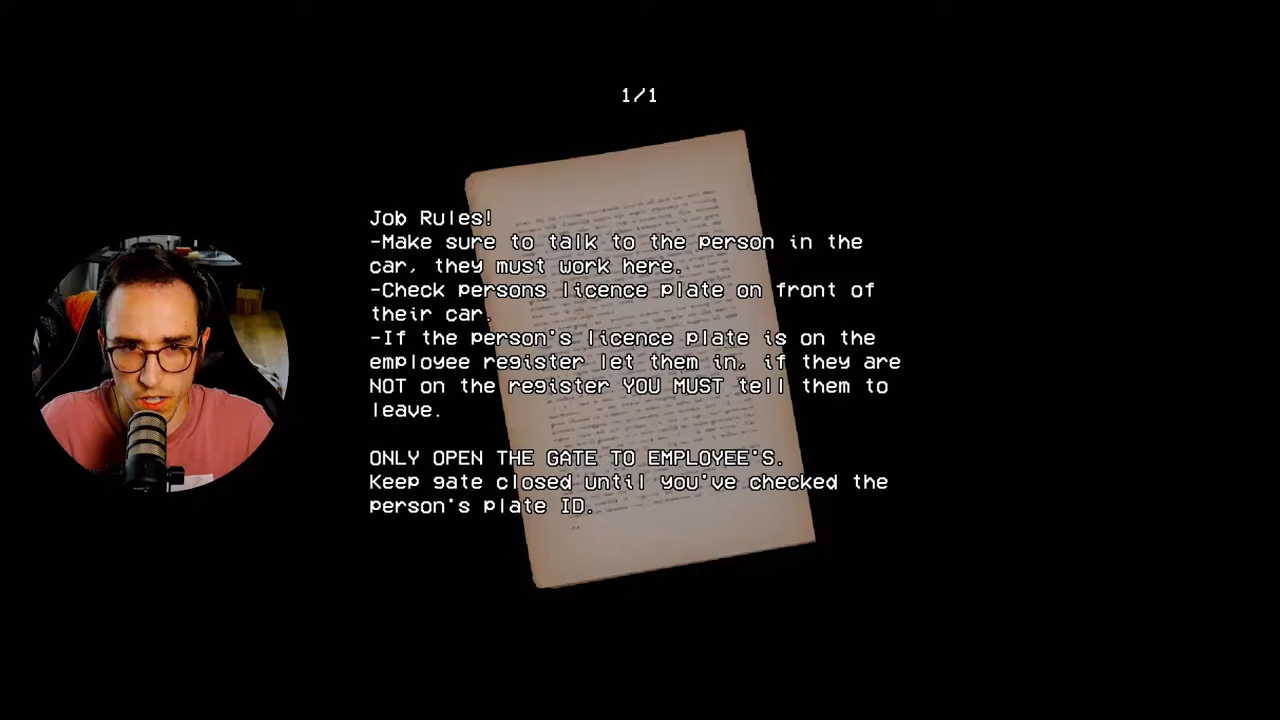 1/1
Job Rules!
-Make sure to talk to the person in the
car, they must work here.
-Check persons licence plate on front of
their car.
-If the person's licence plate is on the
employee register let them in, if they are
NOT on the register YOU MUST tell them to
leave.
ONLY OPEN THE GATE TO EMPLOYEE'S.
Keep gate closed until you've checked the
person's plate ID.